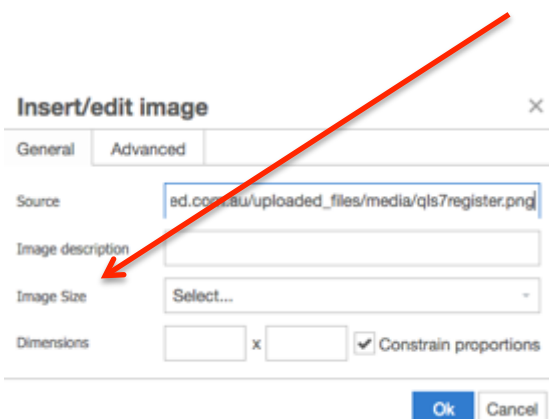 Insert/edit image ×
General Advanced
Source ed.com.au/uploaded_files/media/qls7register.png
Image description
Image Size Select...
Dimensions x Constrain proportions
Ok Cancel